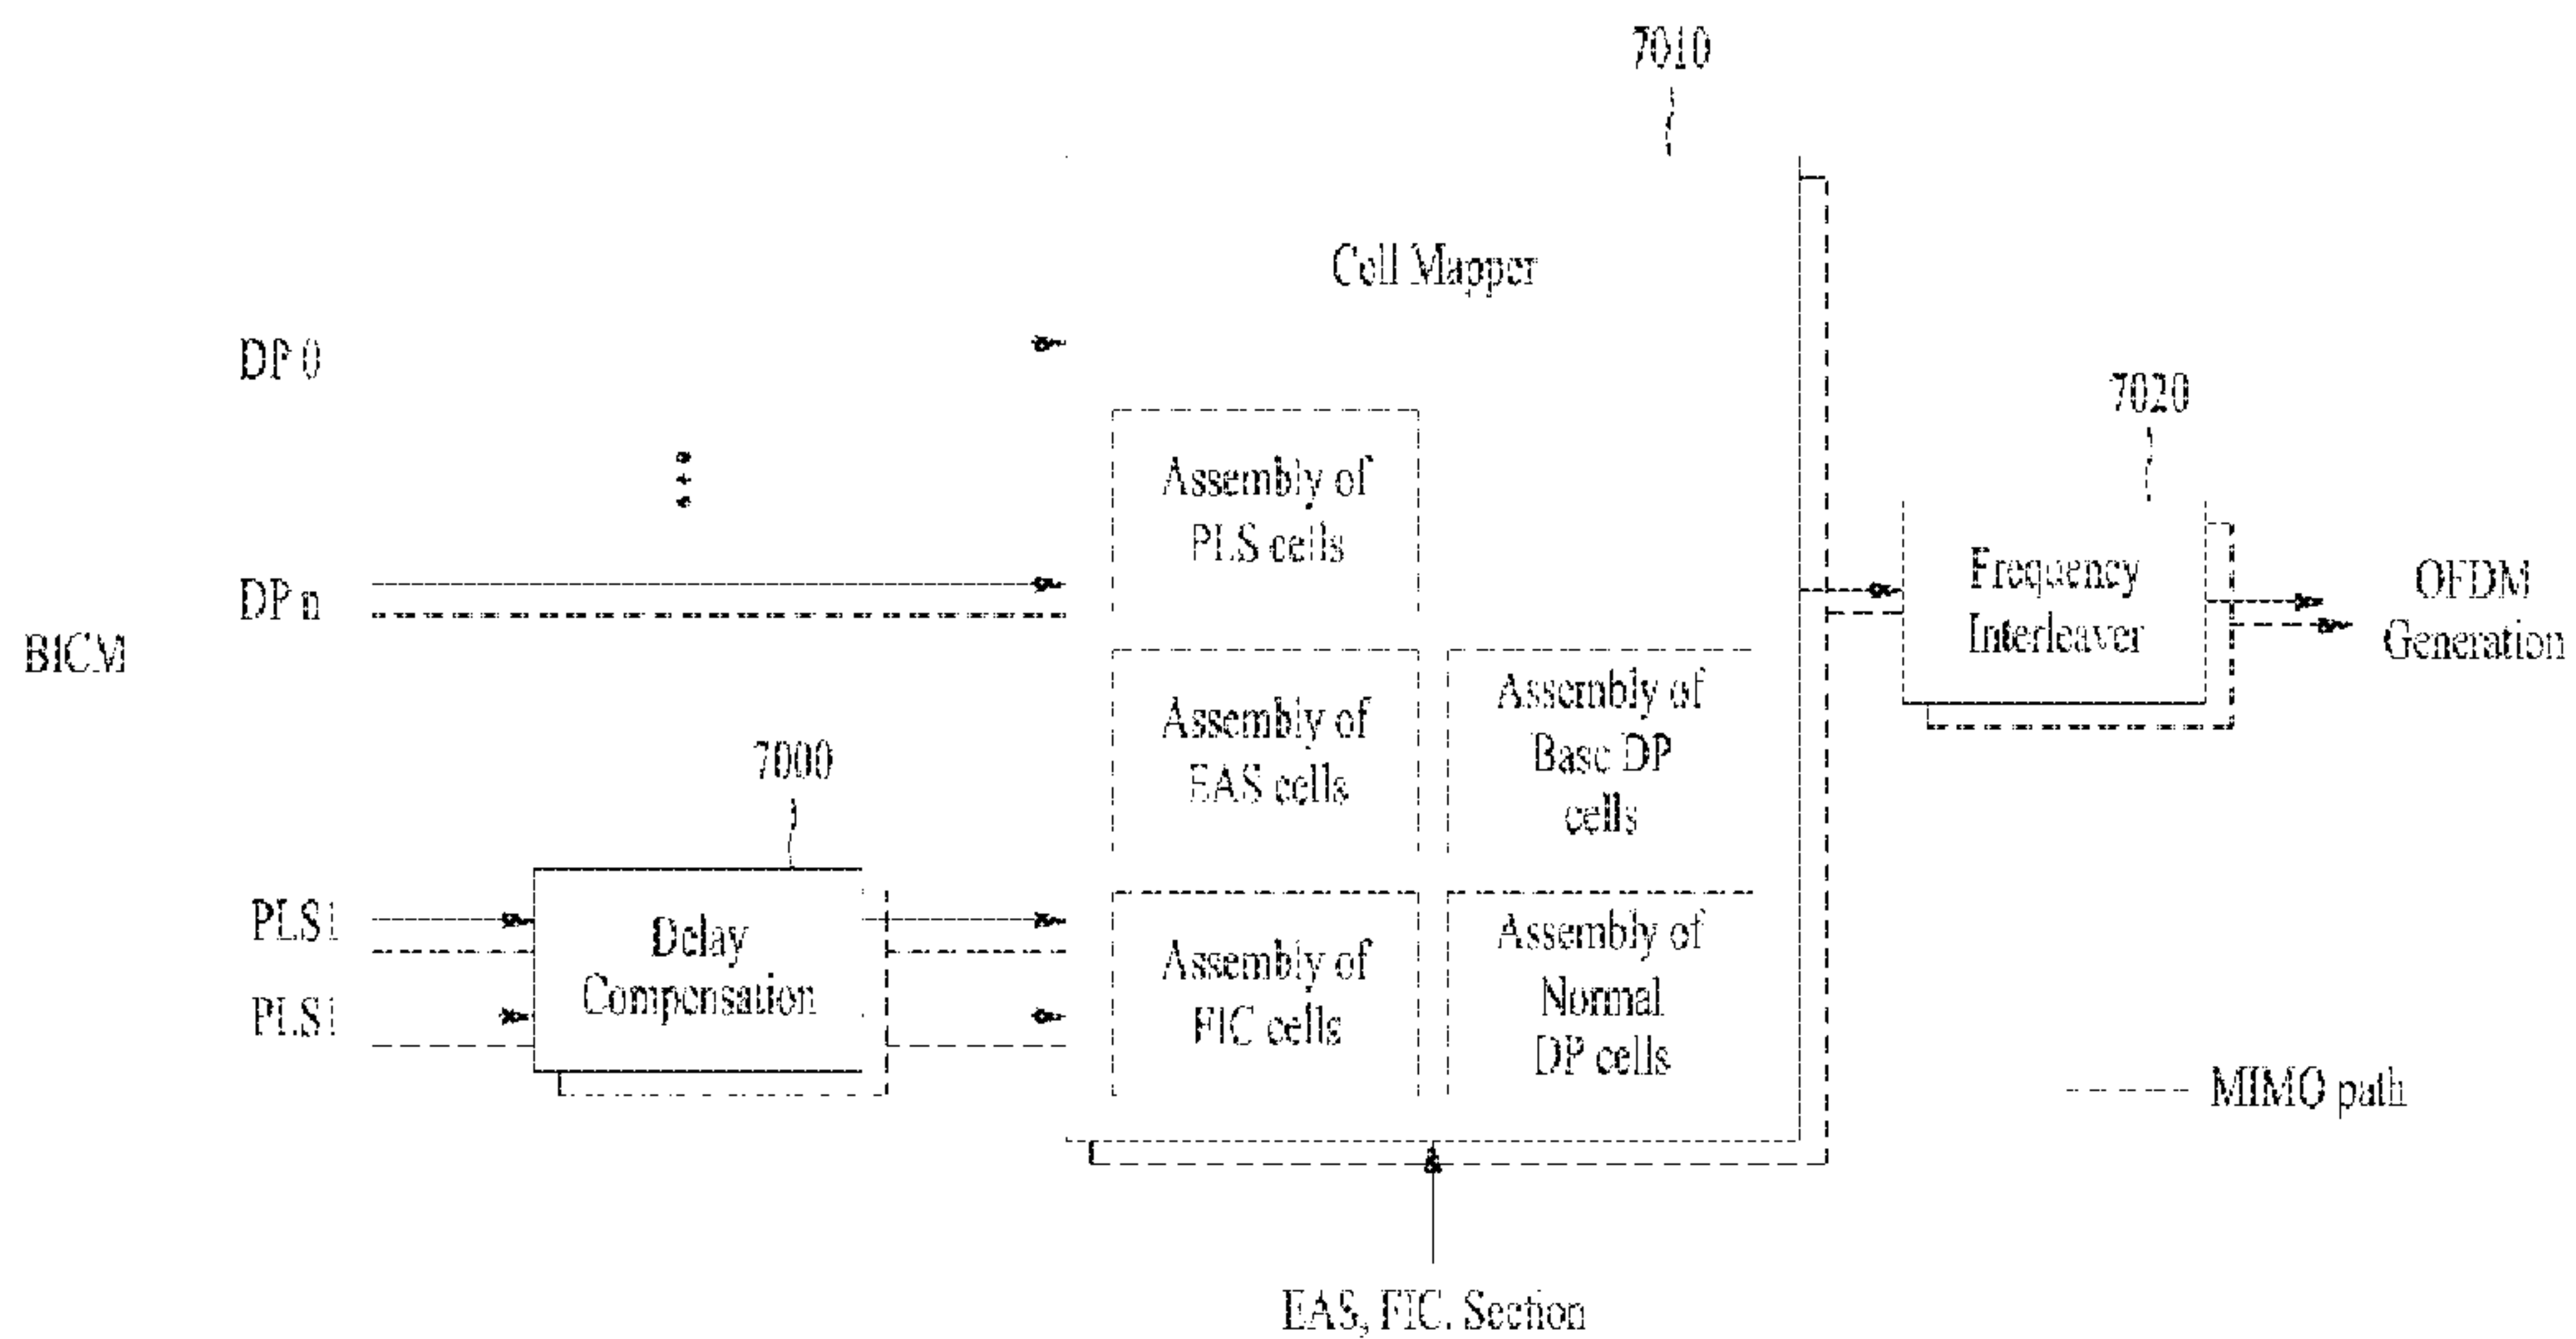 7010
Cell Mapper
DP 0
7020
Assembly of
PLS cells
DP n
Frequency
Interleaver
OFDM
Generation
BICM
Assembly of
EAS cells
Assembly of
Base DP
cells
7000
PLS1
Delay
Compensation
PLS1
Assembly of
FIC cells
Assembly of
Normal
DP cells
MIMO path
EAS, FIC. Section